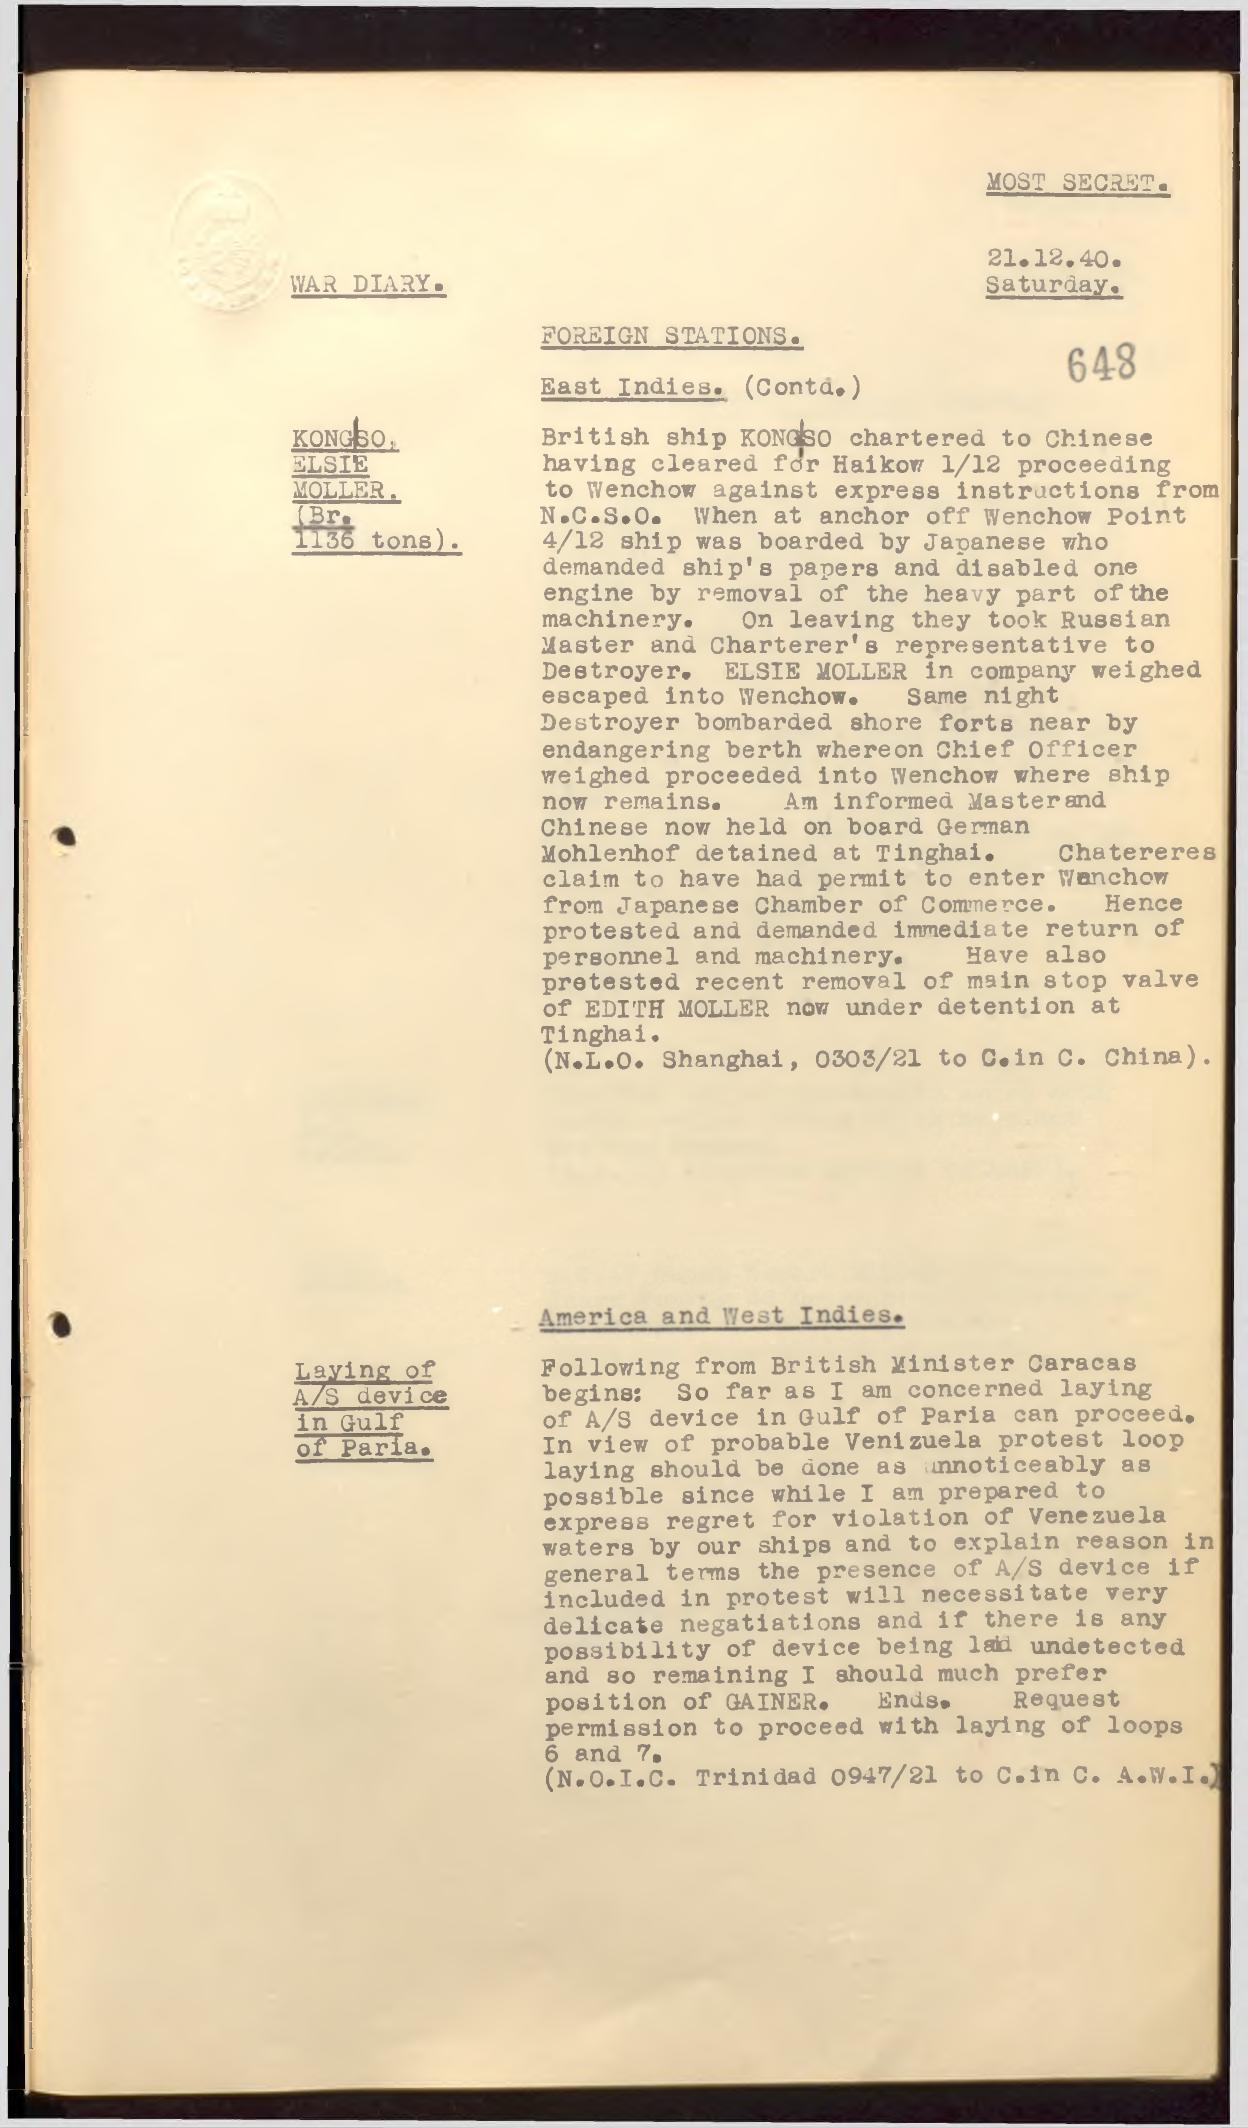 MOST SECRET.
21.12.40.
Saturday.
WAR DIARY.
FOREIGN STATIONS.
648
East Indies. (Contd.)
KONGSO,
ELSIE
MOLLER.
(Br.
1136 tons).
British ship KONGSO chartered to Chinese
having cleared for Haikow 1/12 proceeding
to Wenchow against express instructions from
N.C.S.O. When at anchor off Wenchow Point
4/12 ship was boarded by Japanese who
demanded ship's papers and disabled one
engine by removal of the heavy part of the
machinery. On leaving they took Russian
Master and Charterer's representative to
Destroyer. ELSIE MOLLER in company weighed
escaped into Wenchow. Same night
Destroyer bombarded shore forts near by
endangering berth whereon Chief Officer
weighed proceeded into Wenchow where ship
now remains. Am informed Master and
Chinese now held on board German
Mohlenhof detained at Tinghai. Chatereres
claim to have had permit to enter Wenchow
from Japanese Chamber of Commerce. Hence
protested and demanded immediate return of
personnel and machinery. Have also
pretested recent removal of main stop valve
of EDITH MOLLER now under detention at
Tinghai.
(N.L.O. Shanghai, 0303/21 to C.in C. China).
America and West Indies.
Laying of
A/S device
in Gulf
of Paria.
Following from British Minister Caracas
begins: So far as I am concerned laying
of A/S device in Gulf of Paria can proceed.
In view of probable Venizuela protest loop
laying should be done as unnoticeably as
possible since while I am prepared to
express regret for violation of Venezuela
waters by our ships and to explain reason in
general terms the presence of A/S device if
included in protest will necessitate very
delicate negatiations and if there is any
possibility of device being laid undetected
and so remaining I should much prefer
position of GAINER. Ends. Request
permission to proceed with laying of loops
6 and 7.
(N.O.I.C. Trinidad 0947/21 to C.in C. A.W.I.)